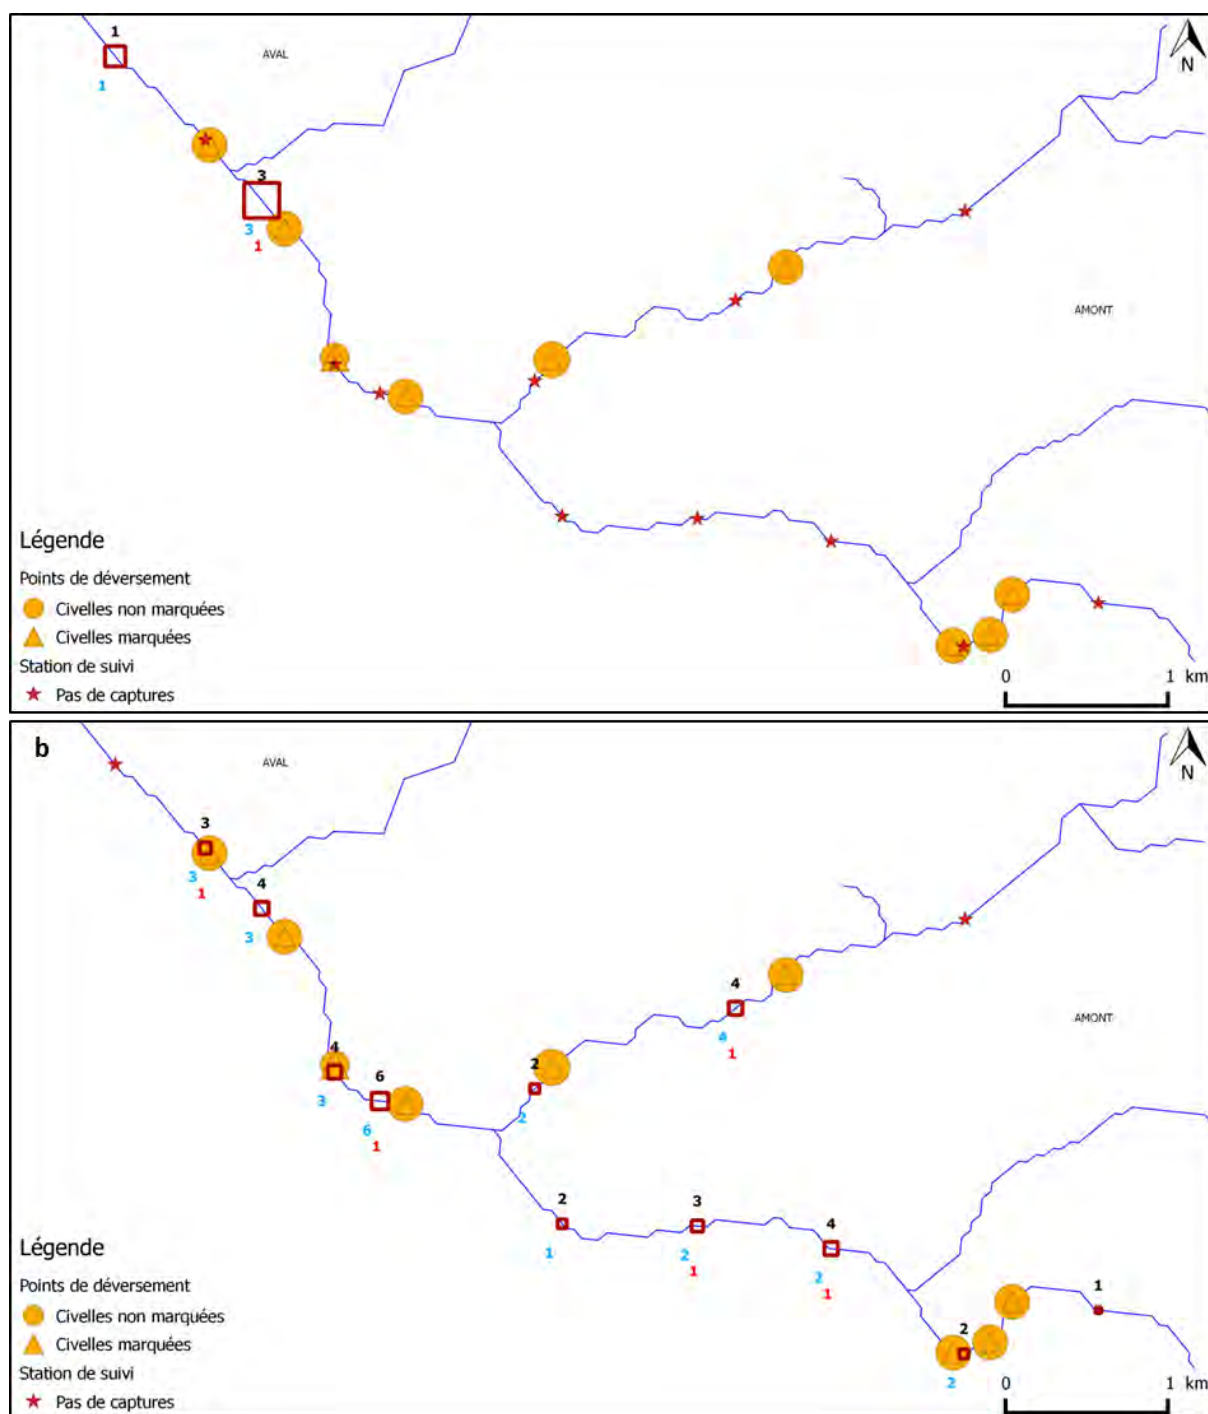 1
AVAL
1
N
3
3
1
AMONT
Légende
Points de déversement
Civelles non marquées
Civelles marquées
Station de suivi
Pas de captures
0 1 km
b
AVAL
N
3
3
1
4
3
4
4
1
AMONT
4
3
6
6
1
2
2
2
1
3
2
1
4
2
1
1
2
2
Légende
Points de déversement
Civelles non marquées
Civelles marquées
Station de suivi
Pas de captures
0 1 km